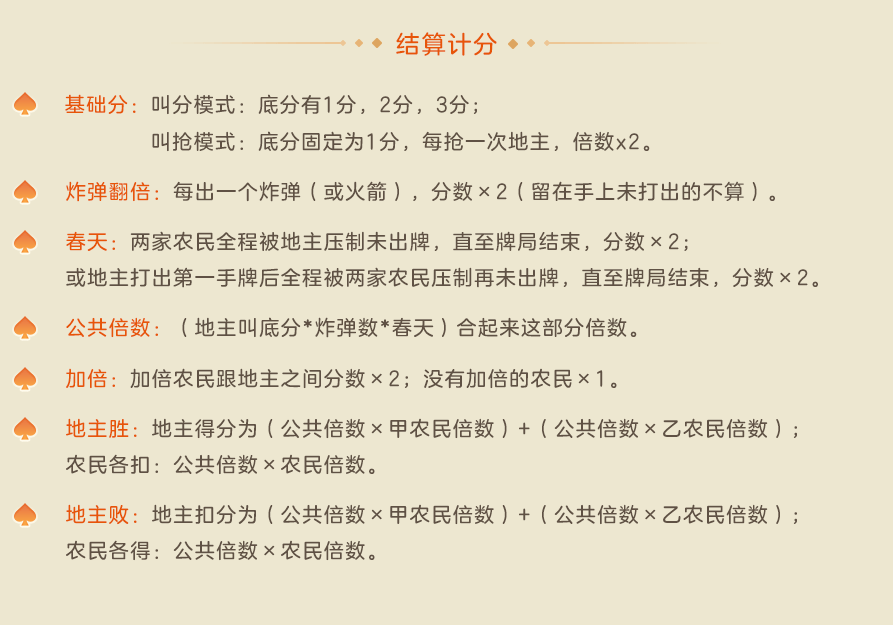 结算计分
基础分：叫分模式：底分有1分，2分，3分；
叫抢模式：底分固定为1分，每抢一次地主，倍数x2。
炸弹翻倍：每出一个炸弹（或火箭），分数×2（留在手上未打出的不算）。
春天：两家农民全程被地主压制未出牌，直至牌局结束，分数×2；
或地主打出第一手牌后全程被两家农民压制再未出牌，直至牌局结束，分数×2。
公共倍数：（地主叫底分*炸弹数*春天）合起来这部分倍数。
加倍：加倍农民跟地主之间分数×2；没有加倍的农民×1。
地主胜：地主得分为（公共倍数×甲农民倍数）+（公共倍数×乙农民倍数）；
农民各扣：公共倍数×农民倍数。
地主败：地主扣分为（公共倍数×甲农民倍数）+（公共倍数×乙农民倍数）；
农民各得：公共倍数×农民倍数。